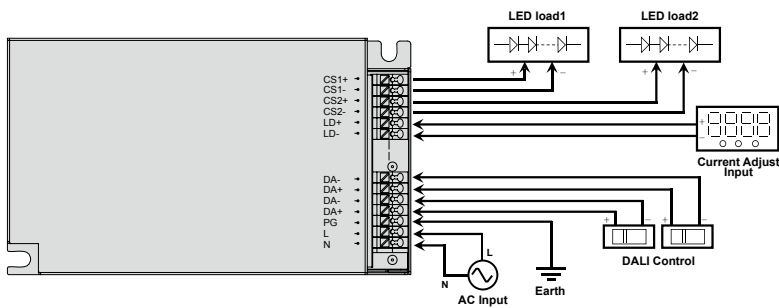 LED load1
LED load2
CS1+
CS1-
CS2+
CS2-
LD+
LD-
+ −
+ −
+
−
8888
Current Adjust
Input
DA-
DA+
DA-
DA+
PG
L
N
+ −
+ −
DALI Control
L
N
AC Input
Earth